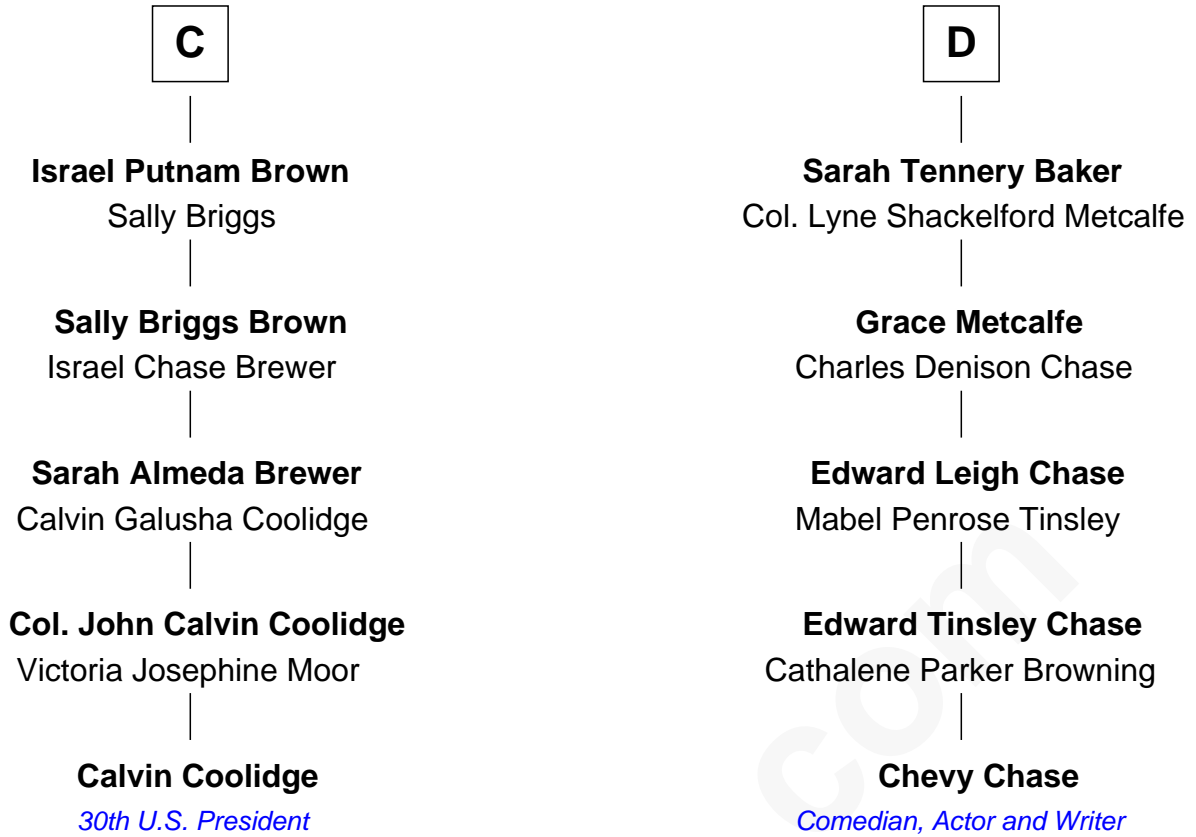 C
Israel Putnam Brown
Sally Briggs
Sally Briggs Brown
Israel Chase Brewer
Sarah Almeda Brewer
Calvin Galusha Coolidge
Col. John Calvin Coolidge
Victoria Josephine Moor
Calvin Coolidge
30th U.S. President
D
Sarah Tennery Baker
Col. Lyne Shackelford Metcalfe
Grace Metcalfe
Charles Denison Chase
Edward Leigh Chase
Mabel Penrose Tinsley
Edward Tinsley Chase
Cathalene Parker Browning
Chevy Chase
Comedian, Actor and Writer
com